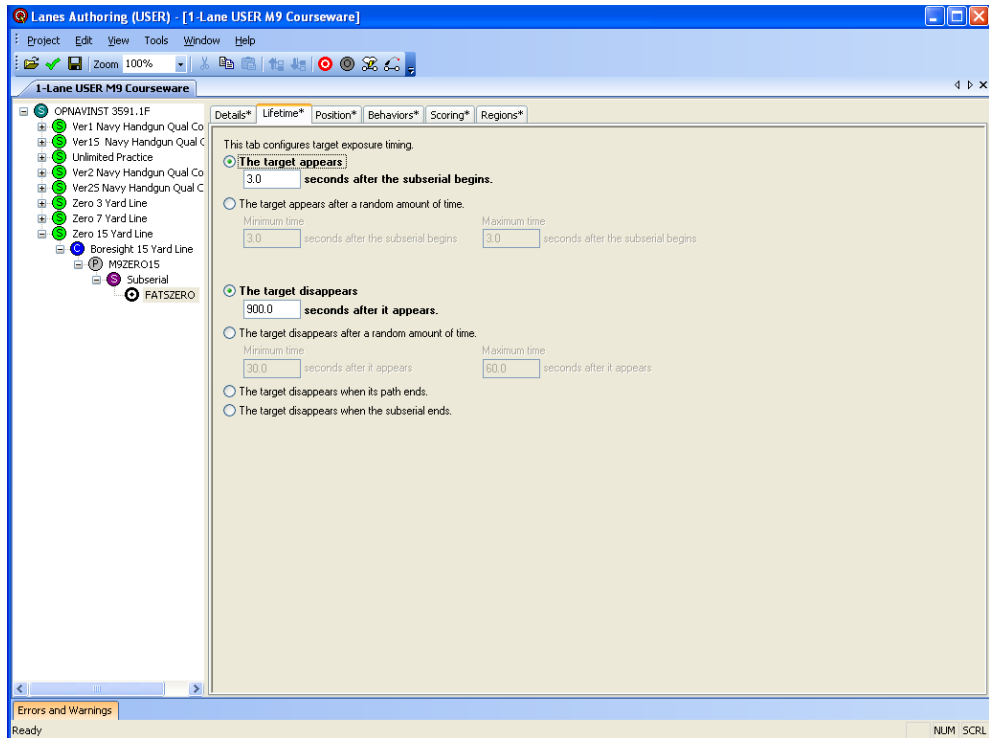 Lanes Authoring (USER) - [1-Lane USER M9 Courseware]
Project Edit View Tools Window Help
Zoom 100%
1-Lane USER M9 Courseware
OPNAVINST 3591.1F
Ver1 Navy Handgun Qual Co
Ver1S Navy Handgun Qual C
Unlimited Practice
Ver2 Navy Handgun Qual Co
Ver2S Navy Handgun Qual C
Zero 3 Yard Line
Zero 7 Yard Line
Zero 15 Yard Line
Boresight 15 Yard Line
M9ZERO15
Subserial
FATSZERO
Details* Lifetime* Position* Behaviors* Scoring* Regions*
This tab configures target exposure timing.
The target appears
3.0 seconds after the subserial begins.
The target appears after a random amount of time.
Minimum time Maximum time
3.0 seconds after the subserial begins 3.0 seconds after the subserial begins
The target disappears
900.0 seconds after it appears.
The target disappears after a random amount of time.
Minimum time Maximum time
30.0 seconds after it appears 60.0 seconds after it appears
The target disappears when its path ends.
The target disappears when the subserial ends.
Errors and Warnings
Ready NUM SCRL